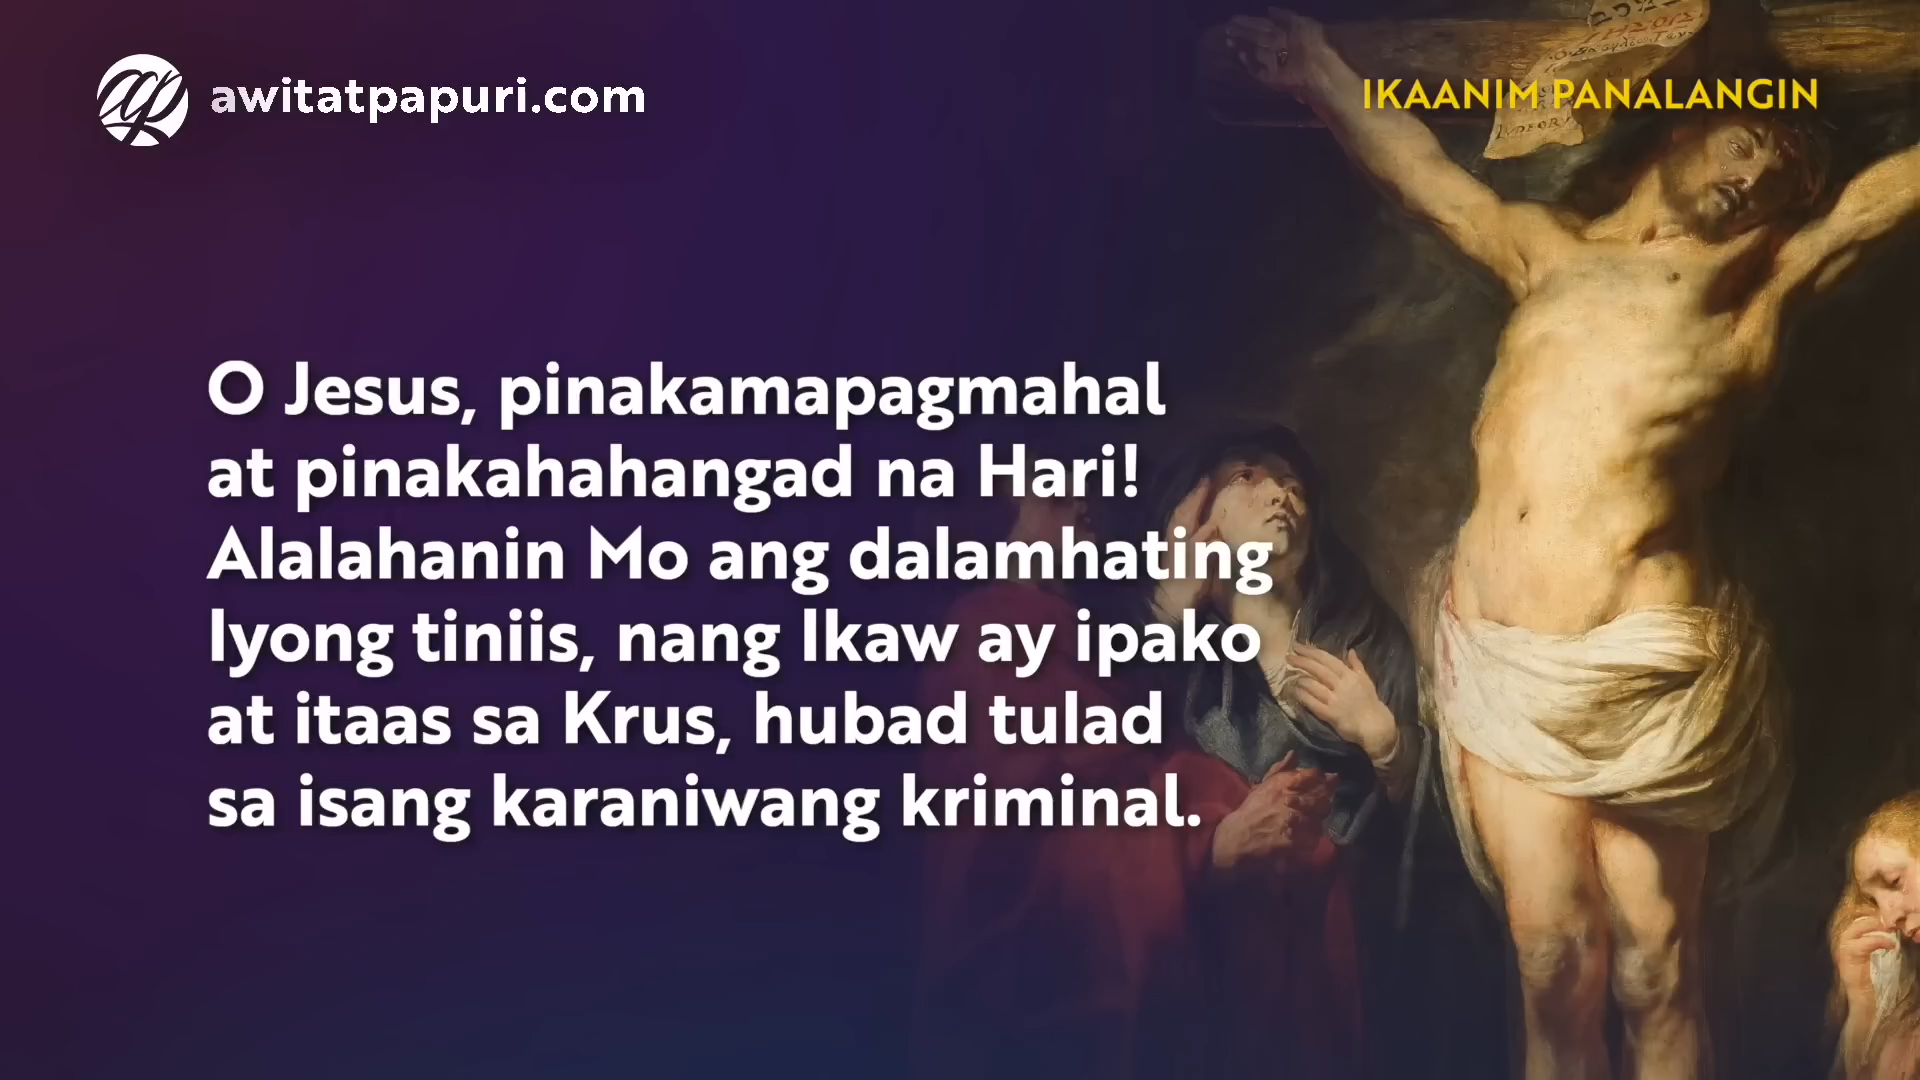 awitatpapuri.com
IKAANIM PANALANGIN
O Jesus, pinakamapagmahal
at pinakahahangad na Hari!
Alalahanin Mo ang dalamhating
Iyong tiniis, nang Ikaw ay ipako
at itaas sa Krus, hubad tulad
sa isang karaniwang kriminal.